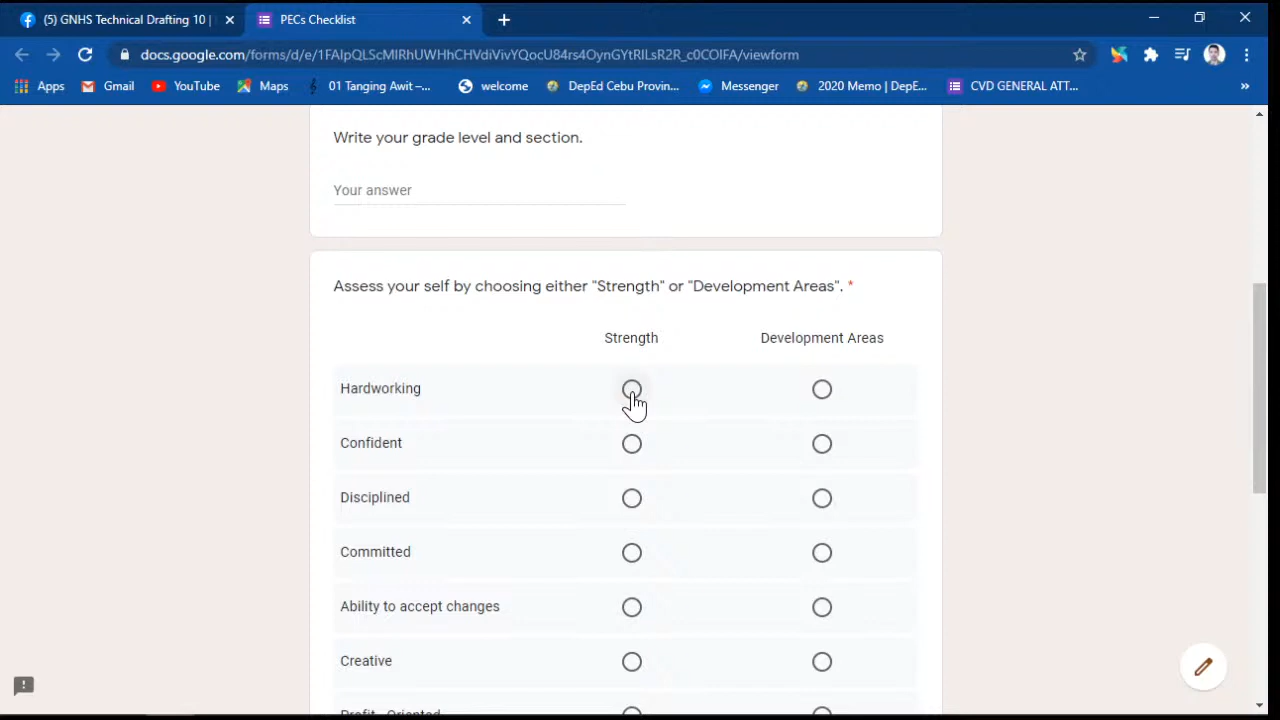 (5) GNHS Technical Drafting 10 |
PECs Checklist
docs.google.com/forms/d/e/1FAIpQLScMIRhUWHhCHVdiVivYQocU84rs4OynGYtRILsR2R_c0COIFA/viewform
Apps
Gmail
YouTube
Maps
01 Tanging Awit –...
welcome
DepEd Cebu Provin...
Messenger
2020 Memo | DepE...
CVD GENERAL ATT...
Write your grade level and section.
Your answer
Assess your self by choosing either "Strength" or "Development Areas". *
Strength Development Areas
Hardworking
Confident
Disciplined
Committed
Ability to accept changes
Creative
Profit - Oriented